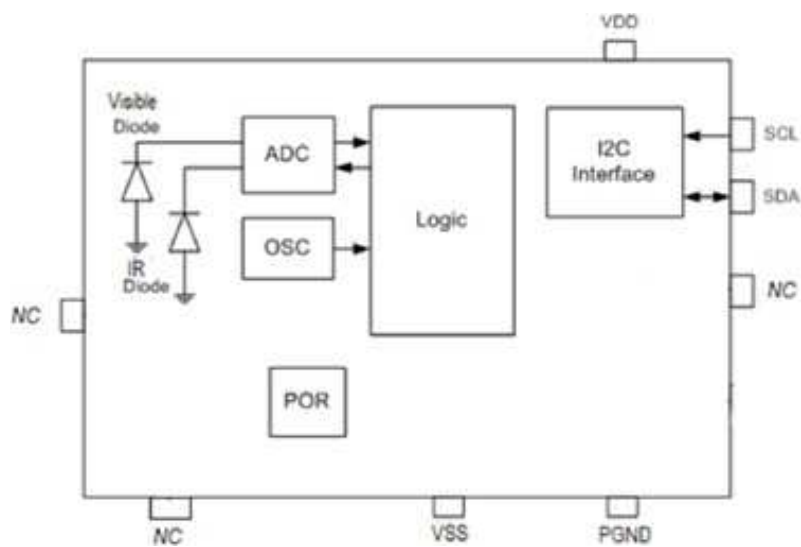 VDD
Visible
Diode
ADC
Logic
I2C
Interface
SCL
SDA
OSC
IR
Diode
NC
NC
POR
NC
VSS
PGND